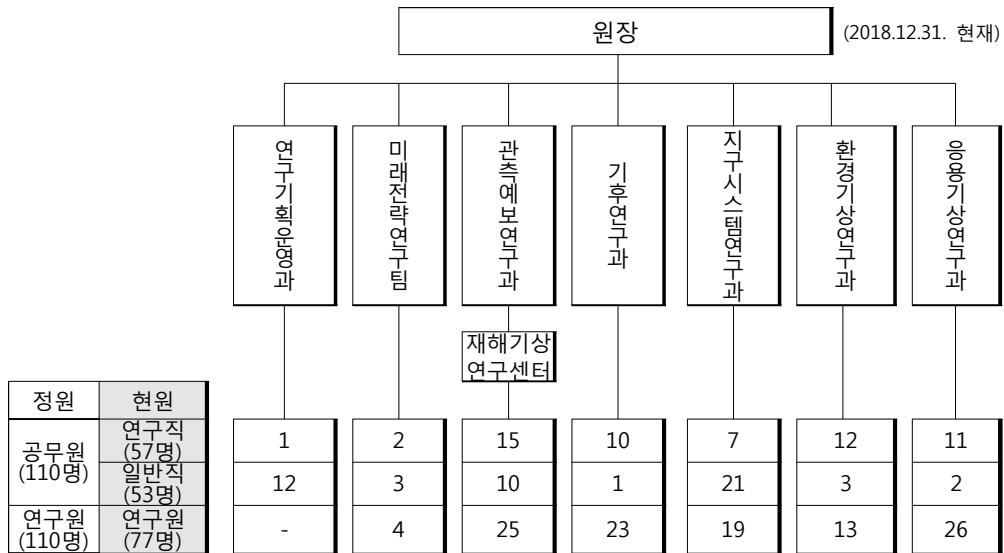 원장
(2018.12.31. 현재)
연구기획운영과
미래전략연구팀
관측예보연구과
기후연구과
지구시스템연구과
환경기상연구과
응용기상연구과
재해기상
연구센터
정원 현원
공무원
(110명)
연구직
(57명)
1 2 15 10 7 12 11
일반직
(53명)
12 3 10 1 21 3 2
연구원
(110명)
연구원
(77명)
- 4 25 23 19 13 26